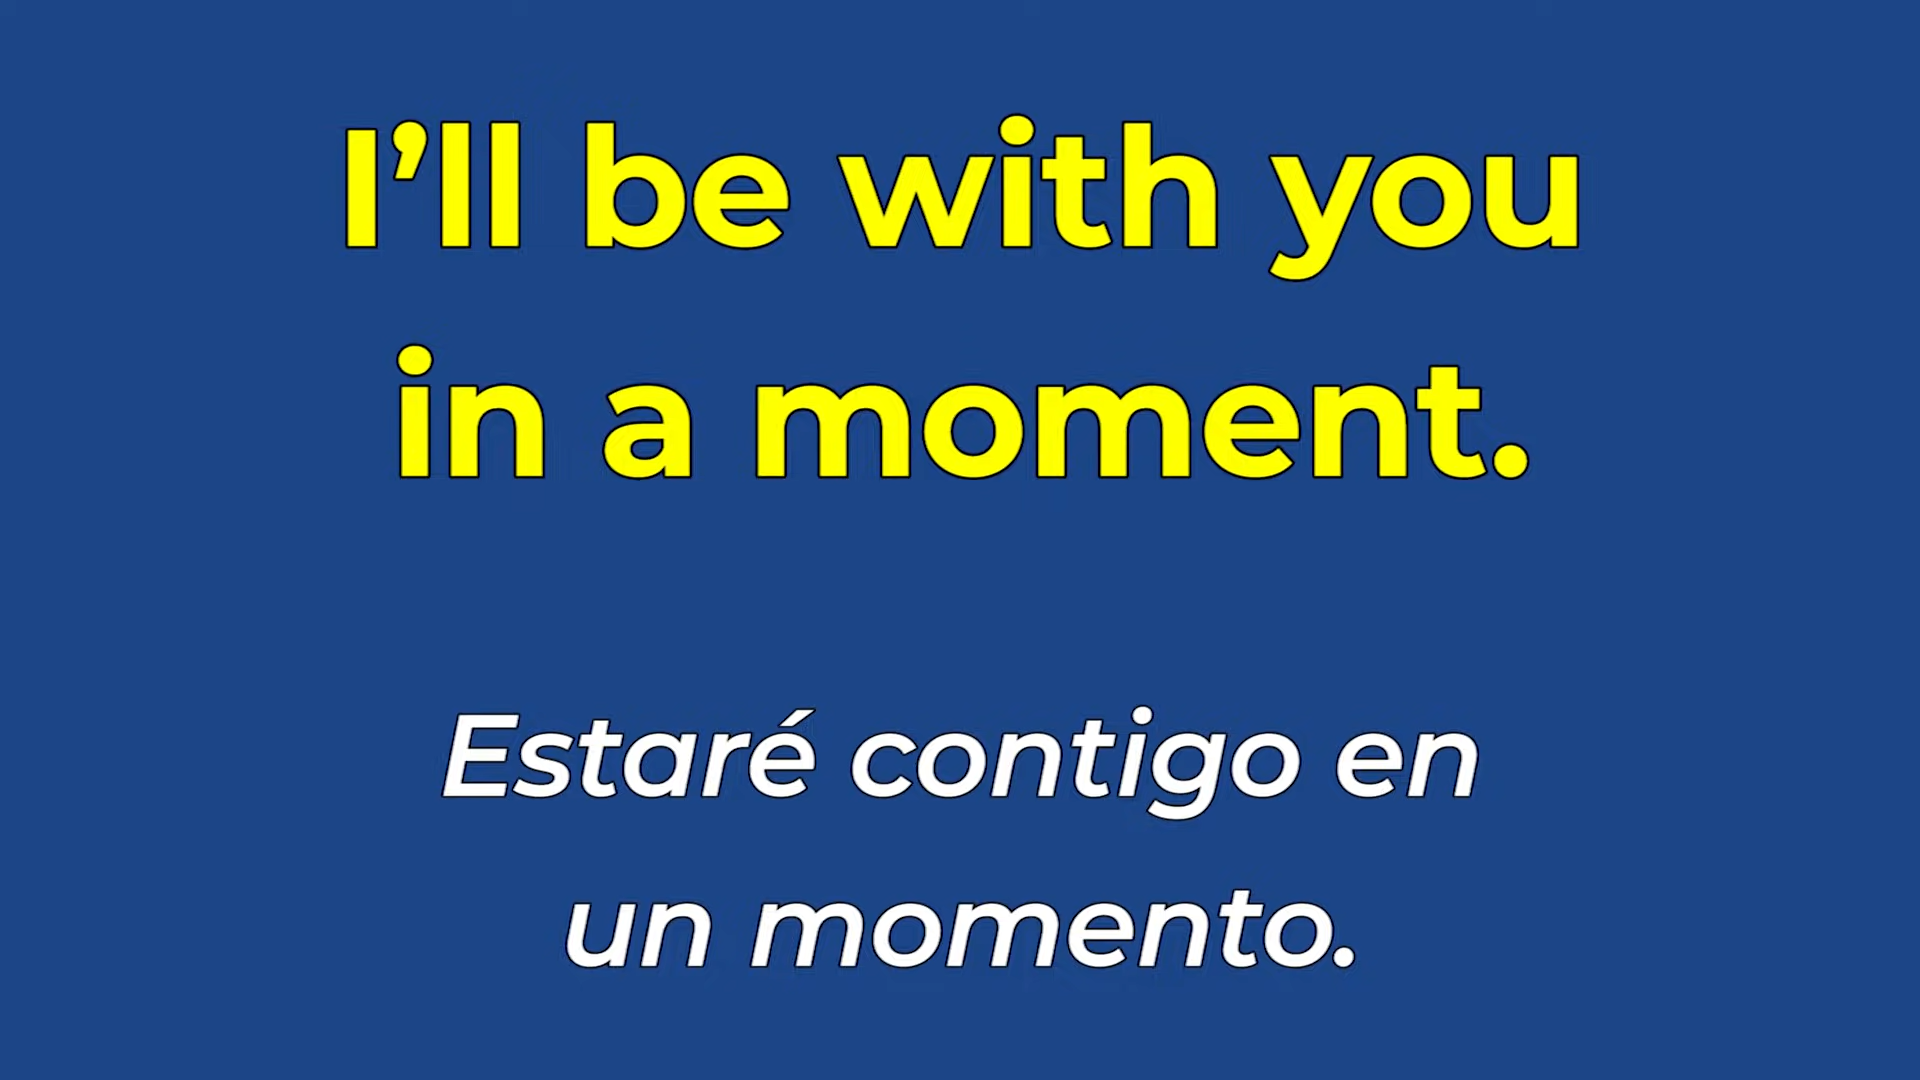 I’ll be with you
in a moment.
Estaré contigo en
un momento.